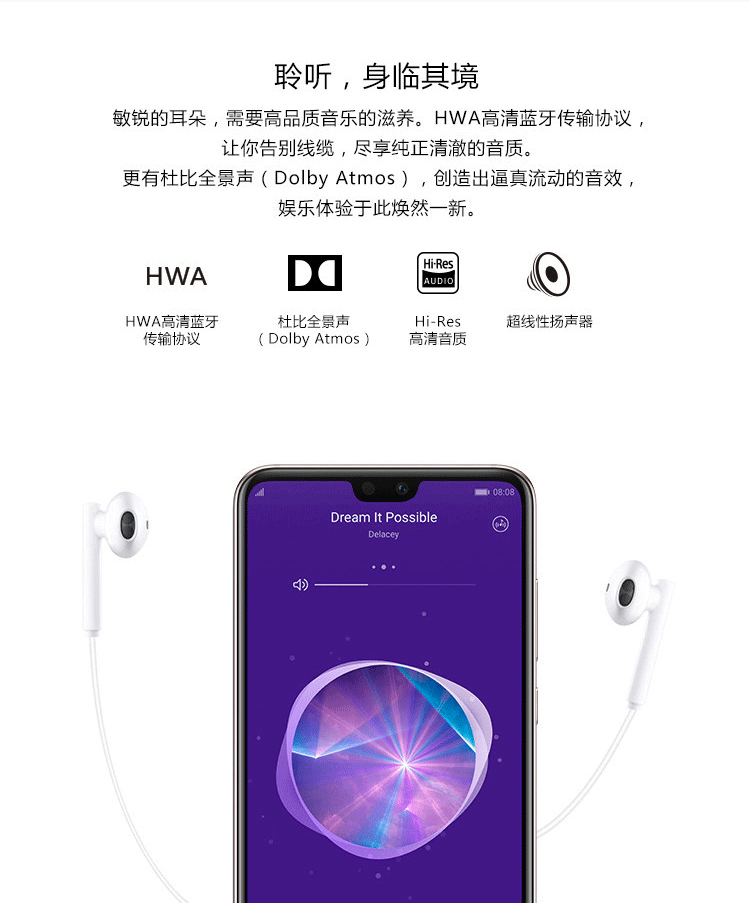 聆听，身临其境
敏锐的耳朵，需要高品质音乐的滋养。HWA高清蓝牙传输协议，
让你告别线缆，尽享纯正清澈的音质。
更有杜比全景声（Dolby Atmos），创造出逼真流动的音效，
娱乐体验于此焕然一新。
HWA
Hi-Res
AUDIO
HWA高清蓝牙
传输协议
杜比全景声
（Dolby Atmos）
Hi-Res
高清音质
超线性扬声器
08:08
Dream It Possible
Delacey